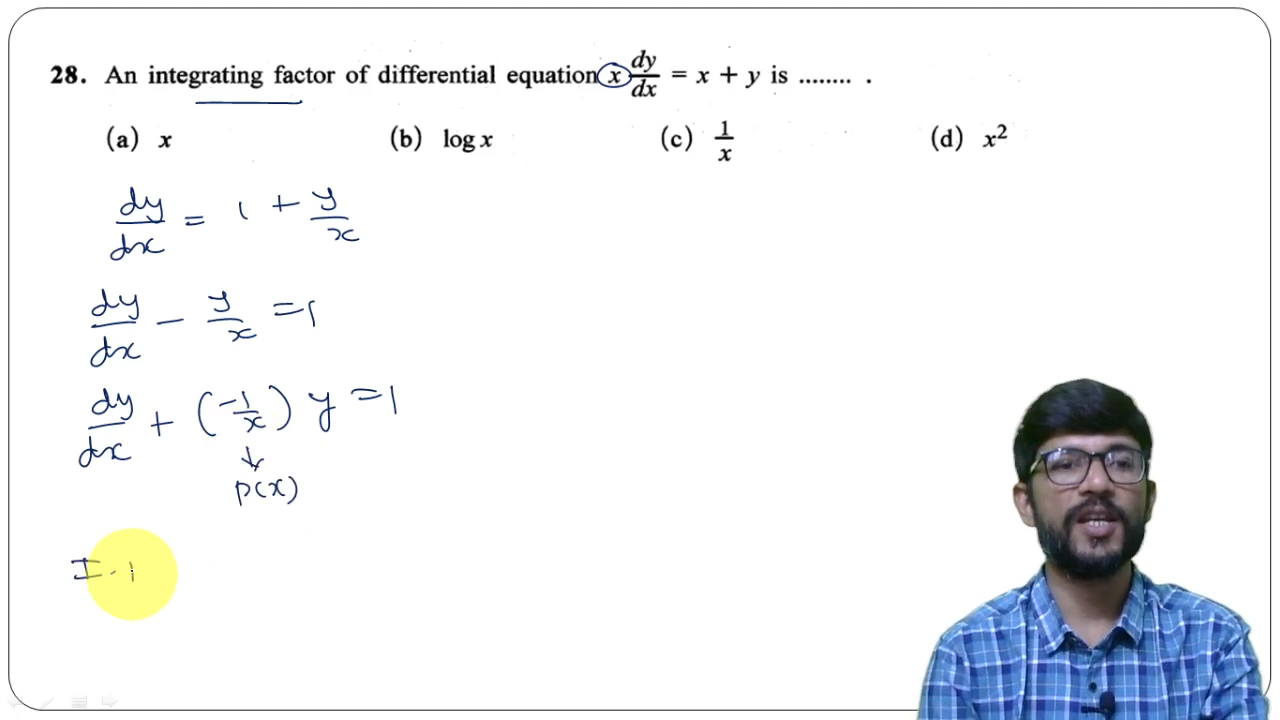 28. An integrating factor of differential equation x dy/dx = x + y is ........ .
(a) x (b) log x (c) 1/x (d) x²
dy/dx = 1 + y/x
dy/dx - y/x = 1
dy/dx + (-1/x) y = 1
↓
P(x)
I.